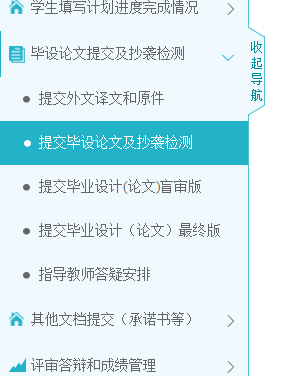 学生填写计划进度完成情况
毕设论文提交及抄袭检测
提交外文译文和原件
提交毕设论文及抄袭检测
提交毕业设计(论文)盲审版
提交毕业设计（论文）最终版
指导教师答疑安排
其他文档提交（承诺书等）
评审答辩和成绩管理
收起导航